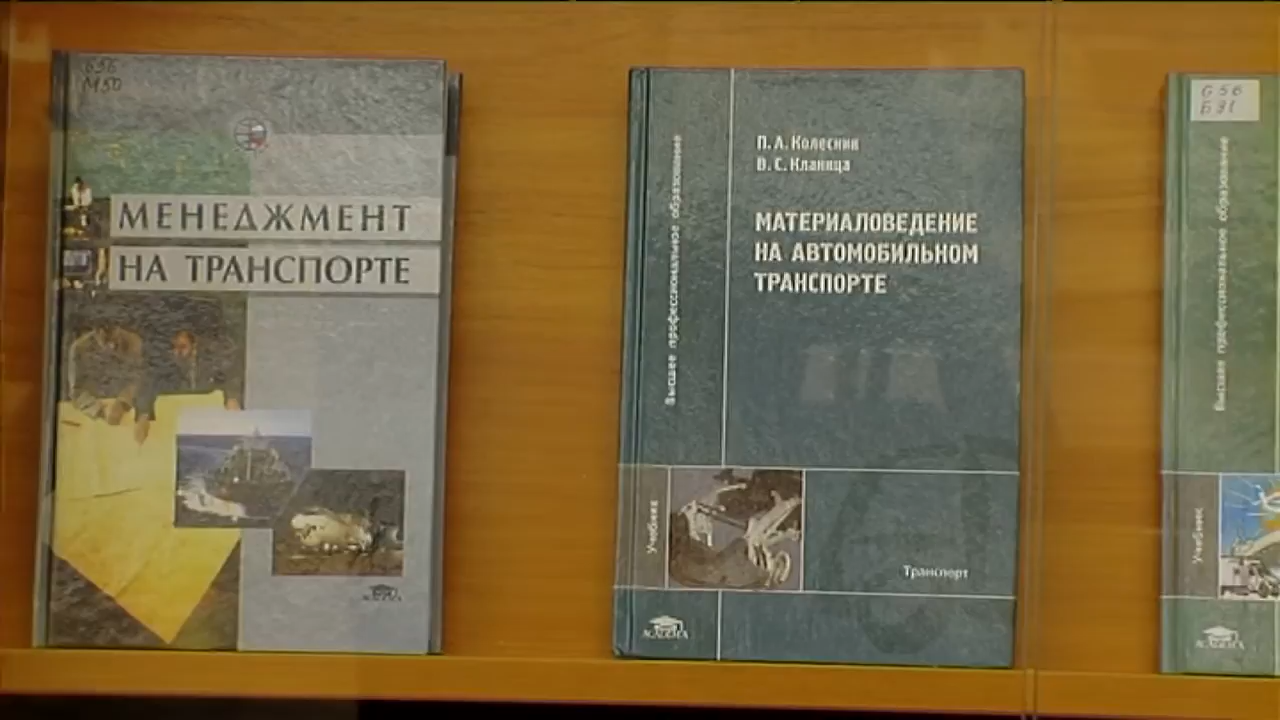 656
М50
МЕНЕДЖМЕНТ
НА ТРАНСПОРТЕ
ACADEMA
П. А. Колесник
В. С. Кланица
МАТЕРИАЛОВЕДЕНИЕ
НА АВТОМОБИЛЬНОМ
ТРАНСПОРТЕ
Высшее профессиональное образование
Учебник
Транспорт
ACADEMA
656
Б91
Высшее профессиональное образование
Учебник
ACADEMA